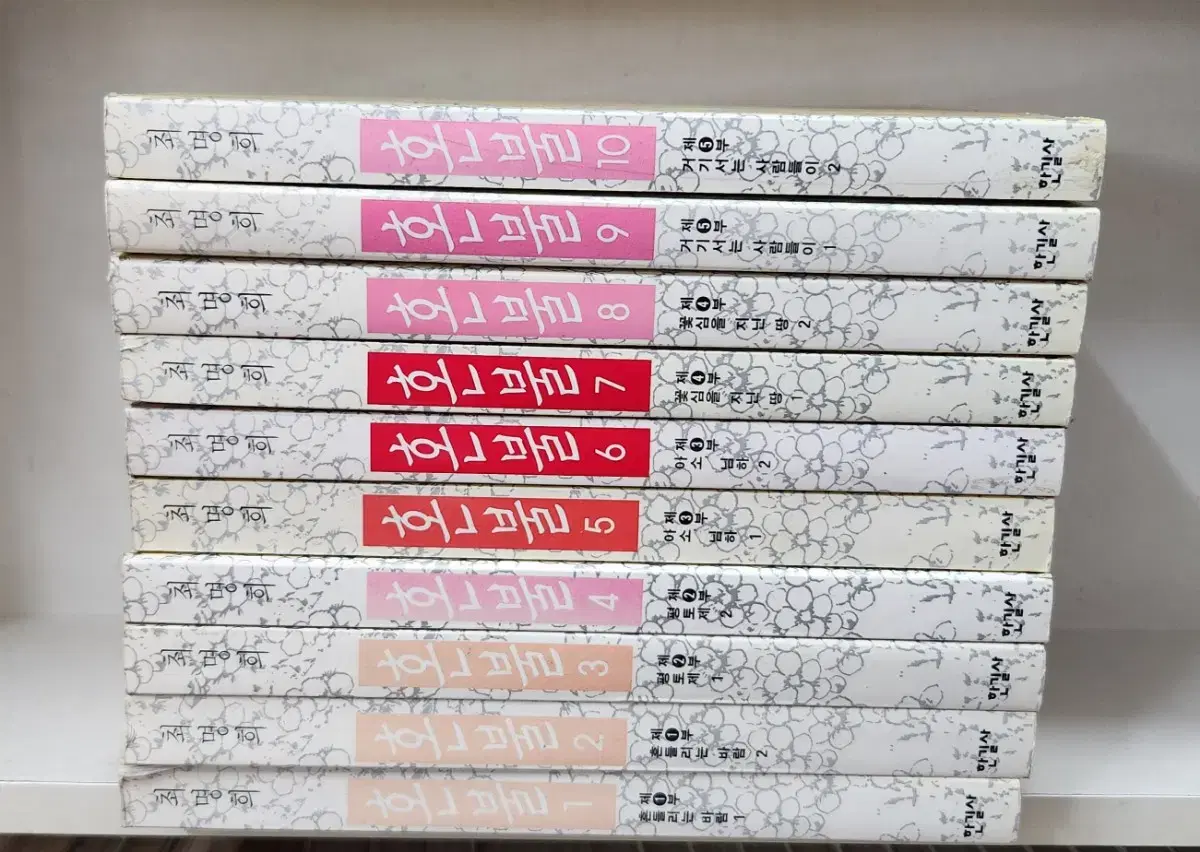 최명희 혼불 10 제5부 한길사
거기서는 사람들이 2
최명희 혼불 9 제5부 한길사
거기서는 사람들이 1
최명희 혼불 8 제4부 한길사
꽃심을 지닌 땅 2
최명희 혼불 7 제4부 한길사
꽃심을 지닌 땅 1
최명희 혼불 6 제3부 한길사
아소 님하 2
최명희 혼불 5 제3부 한길사
아소 님하 1
최명희 혼불 4 제2부 한길사
평토제 2
최명희 혼불 3 제2부 한길사
평토제 1
최명희 혼불 2 제1부 한길사
흔들리는 바람 2
최명희 혼불 1 제1부 한길사
흔들리는 바람 1